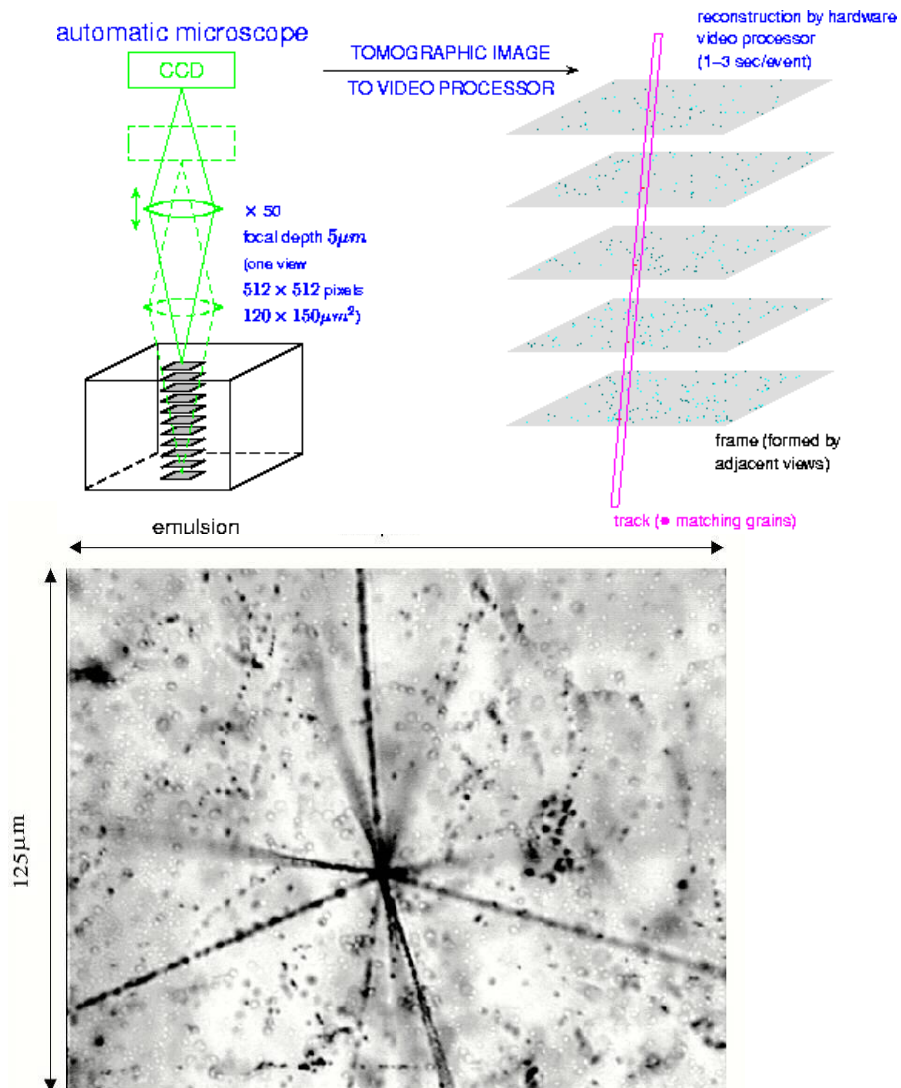 automatic microscope
CCD
× 50
focal depth 5μm
(one view
512 × 512 pixels
120 × 150μm²)
emulsion
TOMOGRAPHIC IMAGE
TO VIDEO PROCESSOR
reconstruction by hardware
video processor
(1–3 sec/event)
frame (formed by
adjacent views)
track (● matching grains)
125μm